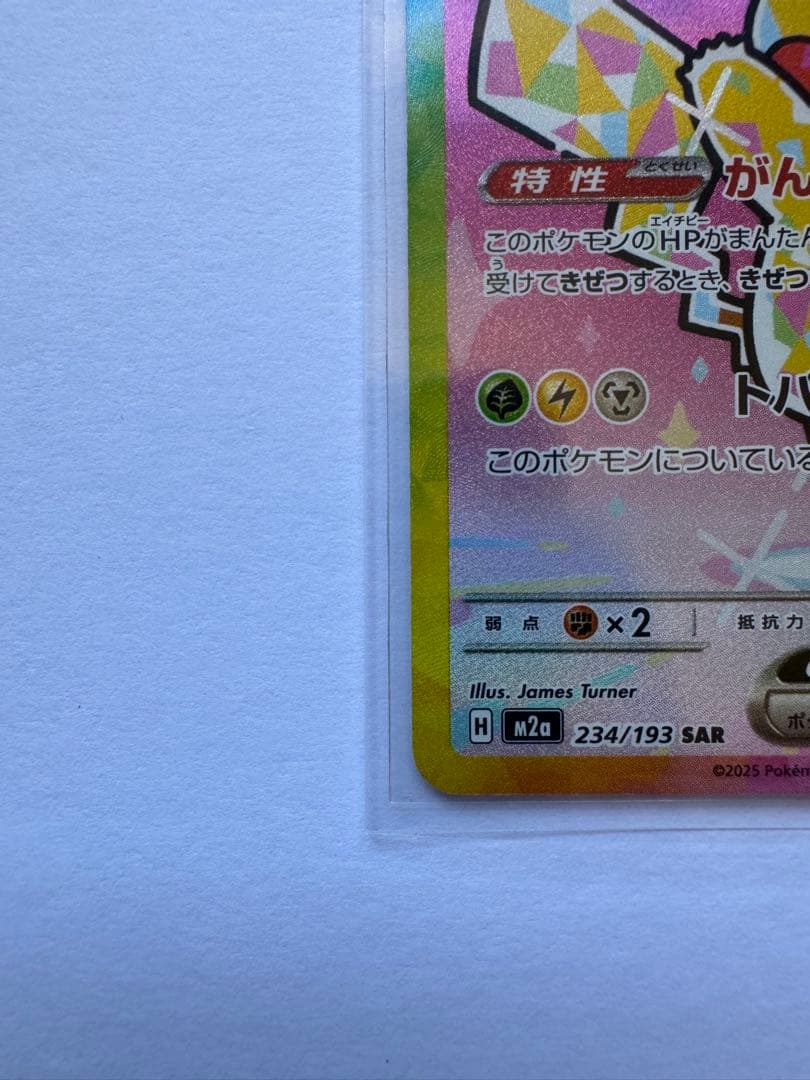 特性 とくせい がん
エイチピー
このポケモンのHPがまんたん
う
受けてきぜつするとき、きぜつ
トパ
このポケモンについている
弱点 ×2 抵抗力
Illus. James Turner
H M2a 234/193 SAR
ポ
©2025 Pokém